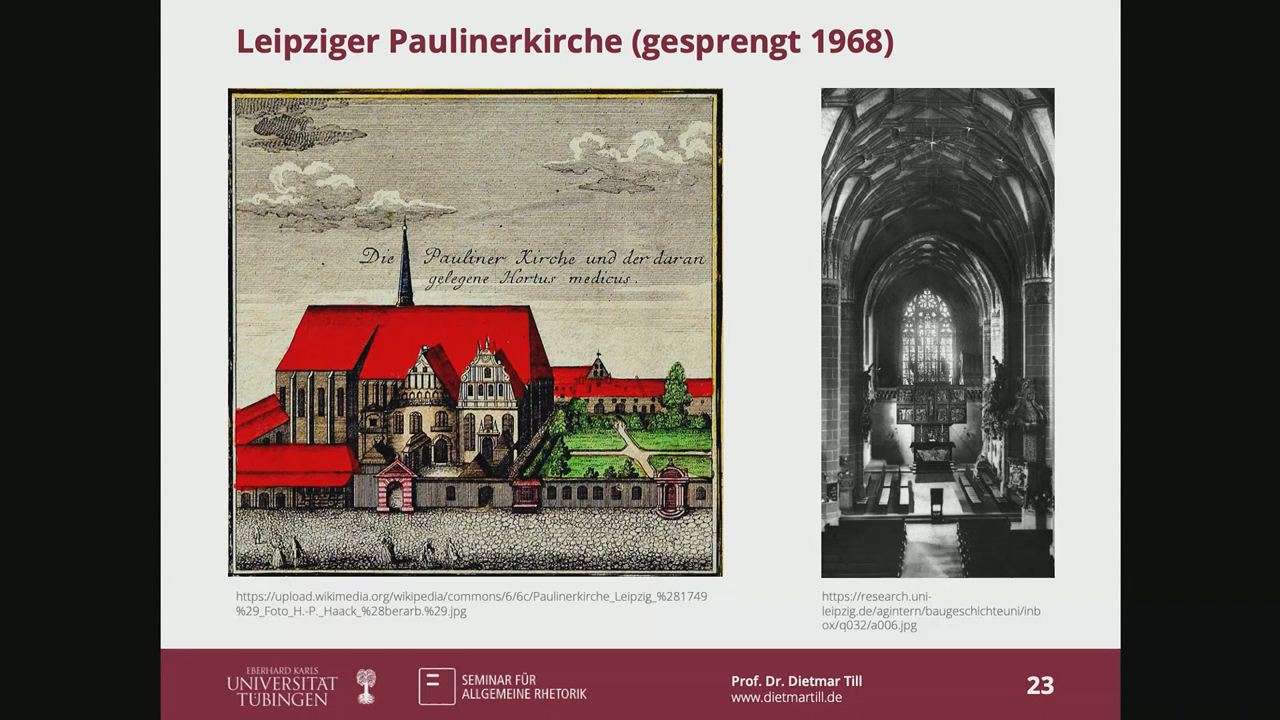 Leipziger Paulinerkirche (gesprengt 1968)
Die Pauliner Kirche und der daran
gelegene Hortus medicus.
https://upload.wikimedia.org/wikipedia/commons/6/6c/Paulinerkirche_Leipzig_%281749
%29_Foto_H.-P._Haack_%28berarb.%29.jpg
https://research.uni-
leipzig.de/agintern/baugeschichteuni/inb
ox/q032/a006.jpg
EBERHARD KARLS
UNIVERSITÄT
TÜBINGEN
SEMINAR FÜR
ALLGEMEINE RHETORIK
Prof. Dr. Dietmar Till
www.dietmartill.de
23